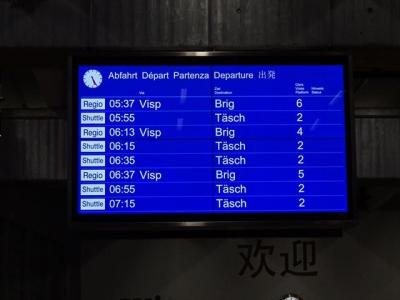 Abfahrt Départ Partenza Departure 出発
Via Ziel Destination Gleis Voies Platform Hinweis Status
Regio 05:37 Visp Brig 6
Shuttle 05:55 Täsch 2
Regio 06:13 Visp Brig 4
Shuttle 06:15 Täsch 2
Shuttle 06:35 Täsch 2
Regio 06:37 Visp Brig 5
Shuttle 06:55 Täsch 2
Shuttle 07:15 Täsch 2
欢迎